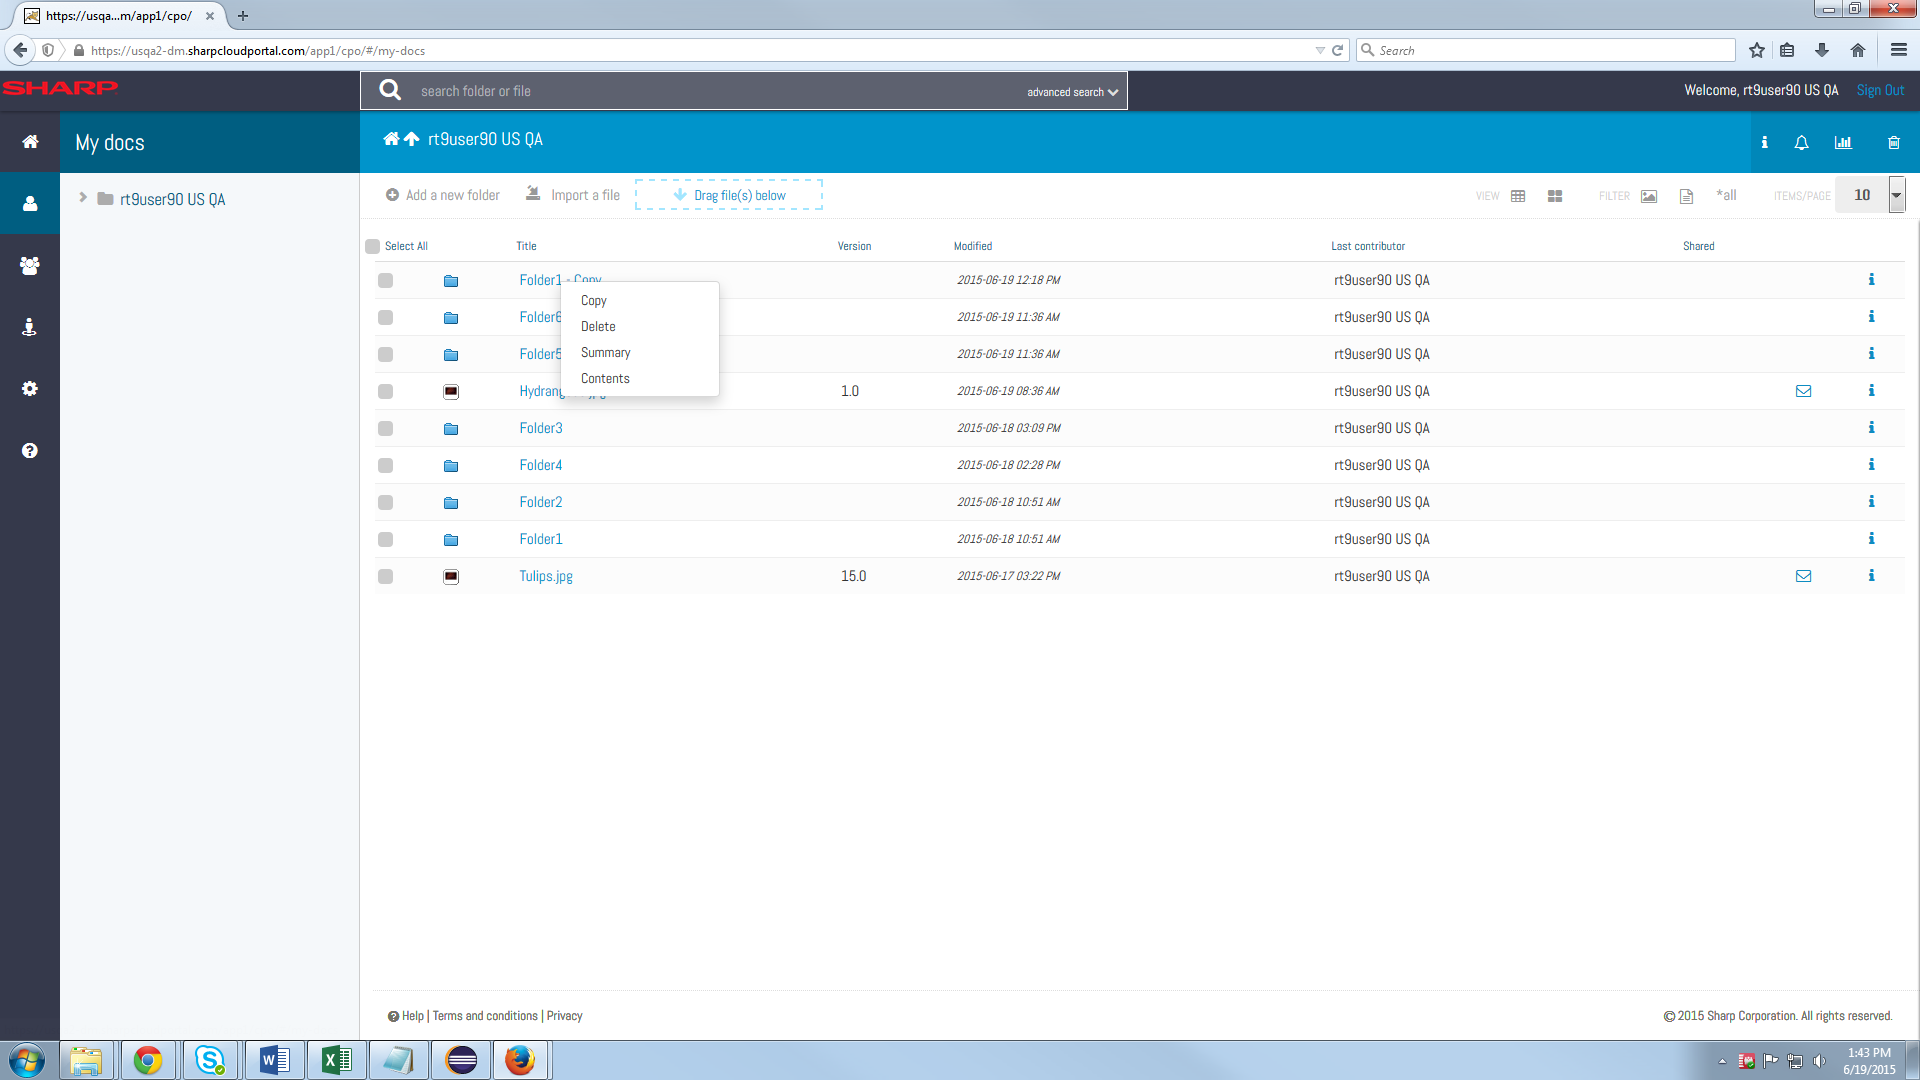 https://usqa...m/app1/cpo/
https://usqa2-dm.sharpcloudportal.com/app1/cpo/#/my-docs
Search
SHARP
search folder or file
advanced search
Welcome, rt9user90 US QA
Sign Out
My docs
rt9user90 US QA
rt9user90 US QA
Add a new folder
Import a file
Drag file(s) below
VIEW
FILTER
*all
ITEMS/PAGE
10
Select All Title Version Modified Last contributor Shared
Folder1 - Copy 2015-06-19 12:18 PM rt9user90 US QA
Folder6 2015-06-19 11:36 AM rt9user90 US QA
Folder5 2015-06-19 11:36 AM rt9user90 US QA
Hydrang 1.0 2015-06-19 08:36 AM rt9user90 US QA
Copy
Delete
Summary
Contents
Folder3 2015-06-18 03:09 PM rt9user90 US QA
Folder4 2015-06-18 02:28 PM rt9user90 US QA
Folder2 2015-06-18 10:51 AM rt9user90 US QA
Folder1 2015-06-18 10:51 AM rt9user90 US QA
Tulips.jpg 15.0 2015-06-17 03:22 PM rt9user90 US QA
Help | Terms and conditions | Privacy
© 2015 Sharp Corporation. All rights reserved.
1:43 PM
6/19/2015